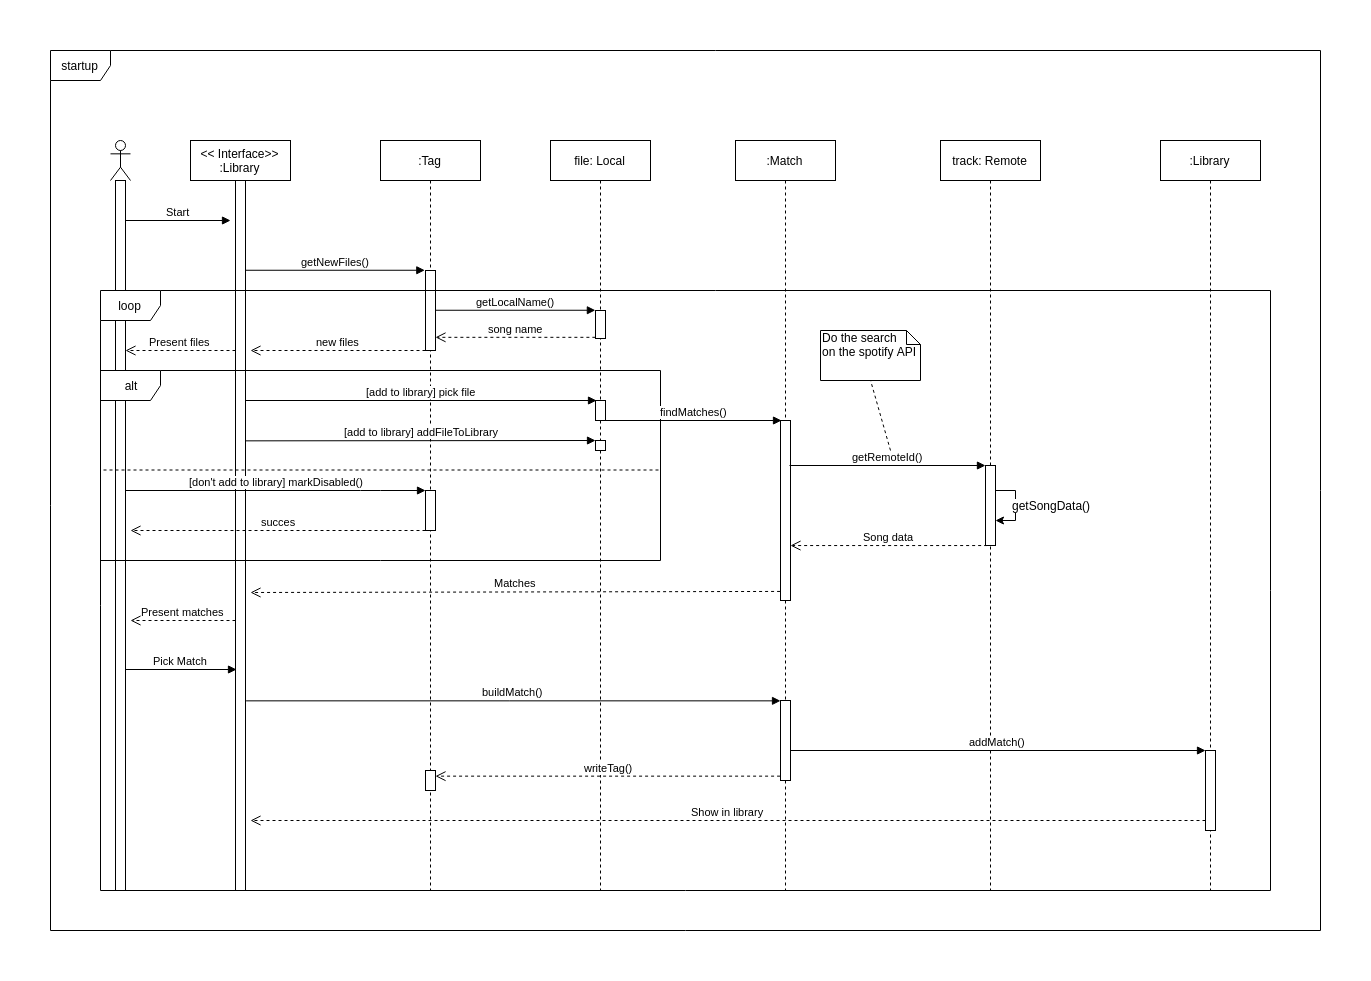 startup
<< Interface>>
:Library
:Tag
file: Local
:Match
track: Remote
:Library
Start
getNewFiles()
loop
getLocalName()
song name
Present files
new files
Do the search
on the spotify API
alt
[add to library] pick file
findMatches()
[add to library] addFileToLibrary
getRemoteId()
[don't add to library] markDisabled()
getSongData()
succes
Song data
Matches
Present matches
Pick Match
buildMatch()
addMatch()
writeTag()
Show in library